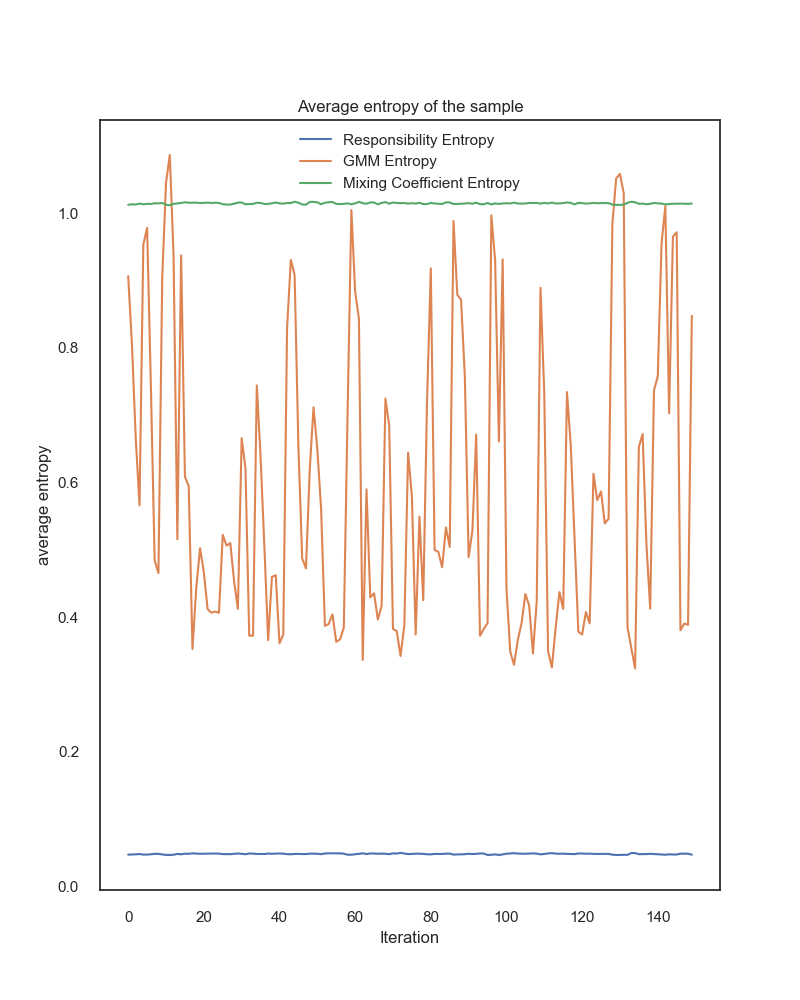 Average entropy of the sample
Responsibility Entropy
GMM Entropy
Mixing Coefficient Entropy
1.0
0.8
0.6
0.4
0.2
0.0
average entropy
0 20 40 60 80 100 120 140
Iteration